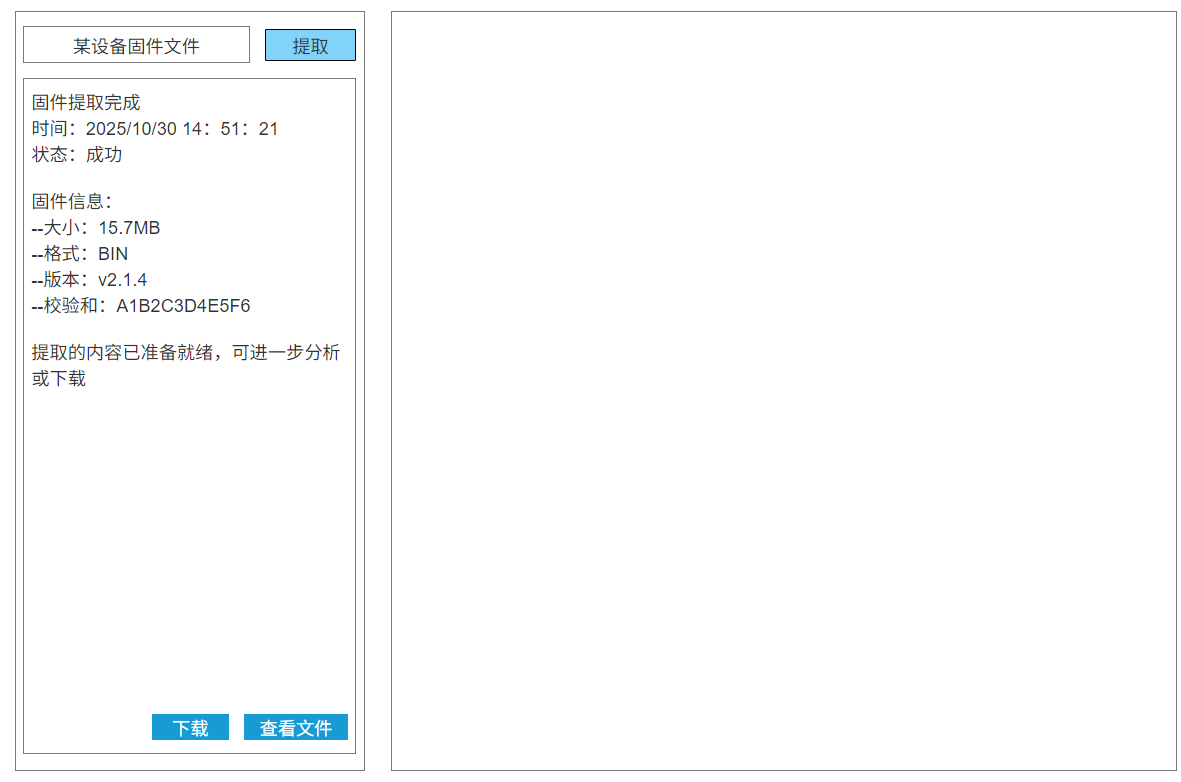 某设备固件文件
提取
固件提取完成
时间：2025/10/30 14：51：21
状态：成功
固件信息：
--大小：15.7MB
--格式：BIN
--版本：v2.1.4
--校验和：A1B2C3D4E5F6
提取的内容已准备就绪，可进一步分析
或下载
下载
查看文件